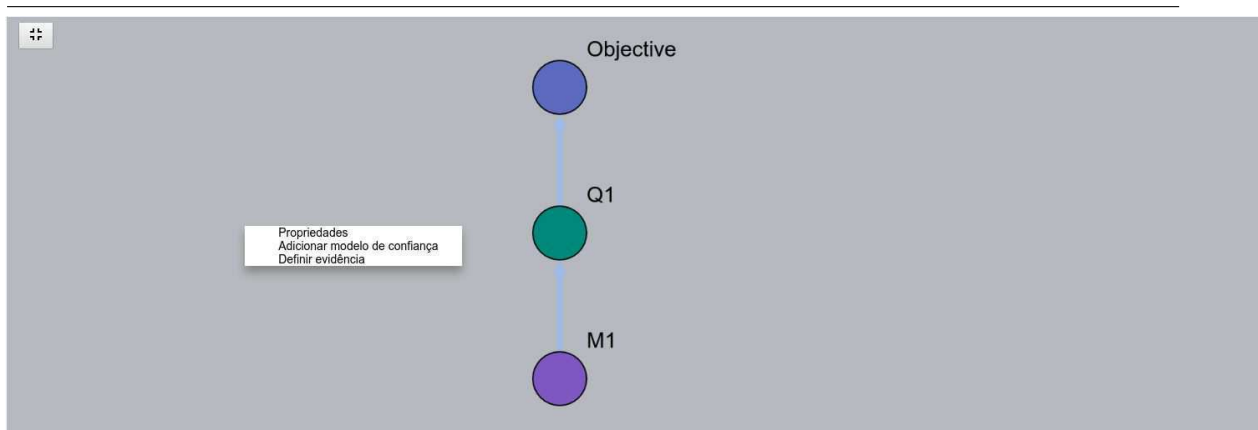 Objective
Q1
Propriedades
Adicionar modelo de confiança
Definir evidência
M1